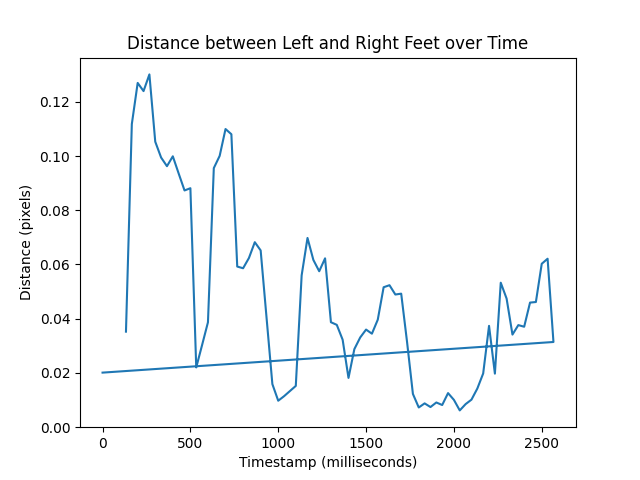 Distance between Left and Right Feet over Time
0.12
0.10
0.08
0.06
0.04
0.02
0.00
Distance (pixels)
0 500 1000 1500 2000 2500
Timestamp (milliseconds)